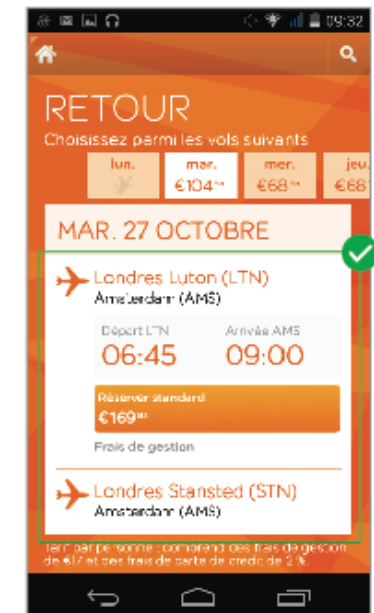 09:32
RETOUR
Choisissez parmi les vols suivants
lun. mar. mer. jeu.
€104 €68 €68
MAR. 27 OCTOBRE
Londres Luton (LTN)
Amsterdam (AMS)
Départ LTN Arrivée AMS
06:45 09:00
Réserver standard
€169
Frais de gestion
Londres Stansted (STN)
Amsterdam (AMS)
Tarif par personne : comprend des frais de gestion
de €17 et des frais de carte de crédit de 2 %.